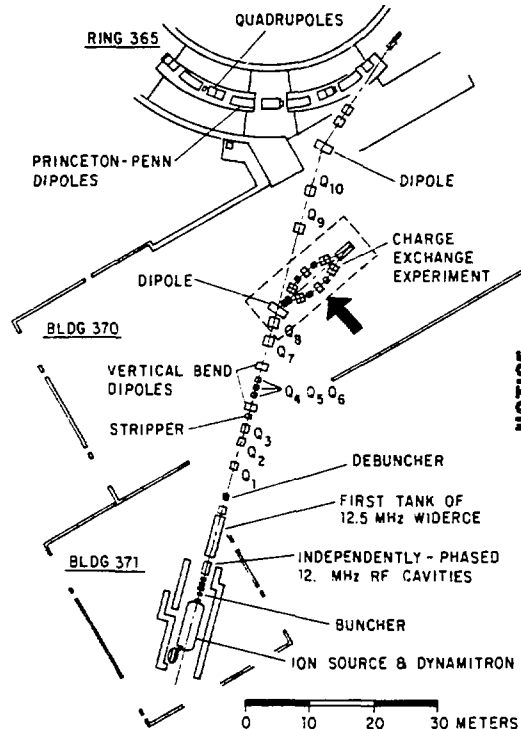 QUADRUPOLES
RING 365
PRINCETON-PENN
DIPOLES
DIPOLE
Q10
Q9
CHARGE
EXCHANGE
EXPERIMENT
DIPOLE
BLDG 370
Q8
Q7
VERTICAL BEND
DIPOLES
Q4 Q5 Q6
STRIPPER
Q3
Q2
Q1
NOTICE
DEBUNCHER
FIRST TANK OF
12.5 MHz WIDERCE
BLDG 371
INDEPENDENTLY-PHASED
12. MHz RF CAVITIES
BUNCHER
ION SOURCE & DYNAMITRON
0 10 20 30
METERS